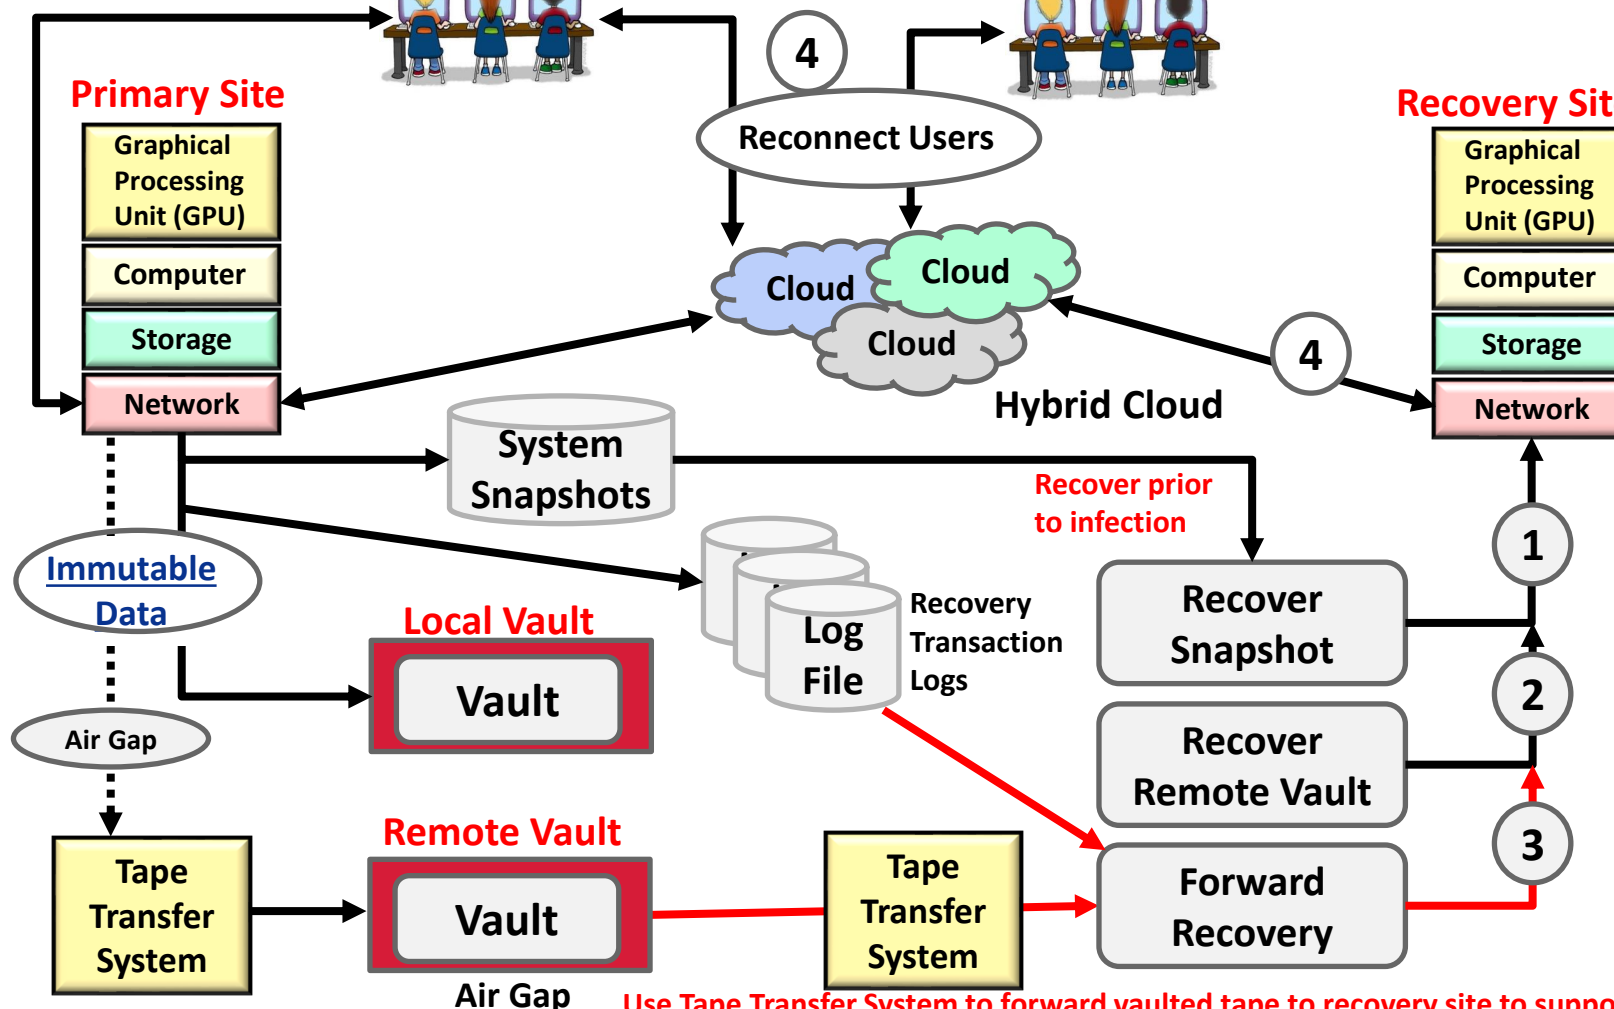 4
Primary Site
Graphical
Processing
Unit (GPU)
Computer
Storage
Network
Reconnect Users
Recovery Sit
Graphical
Processing
Unit (GPU)
Computer
Storage
Network
Cloud
Cloud
Cloud
4
Hybrid Cloud
System
Snapshots
Recover prior
to infection
1
Immutable
Data
Local Vault
Vault
Log
File
Recovery
Transaction
Logs
Recover
Snapshot
2
Air Gap
Recover
Remote Vault
Remote Vault
3
Tape
Transfer
System
Vault
Air Gap
Tape
Transfer
System
Forward
Recovery
Use Tape Transfer System to forward vaulted tape to recovery site to suppo